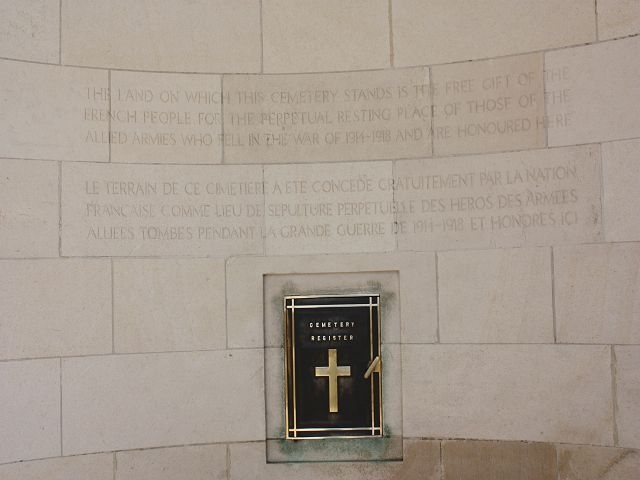 THE LAND ON WHICH THIS CEMETERY STANDS IS THE FREE GIFT OF THE
FRENCH PEOPLE FOR THE PERPETUAL RESTING PLACE OF THOSE OF THE
ALLIED ARMIES WHO FELL IN THE WAR OF 1914-1918 AND ARE HONOURED HERE
LE TERRAIN DE CE CIMETIERE A ETE CONCEDE GRATUITEMENT PAR LA NATION
FRANÇAISE COMME LIEU DE SEPULTURE PERPETUELLE DES HEROS DES ARMEES
ALLIEES TOMBES PENDANT LA GRANDE GUERRE DE 1914-1918 ET HONORES ICI
CEMETERY
REGISTER